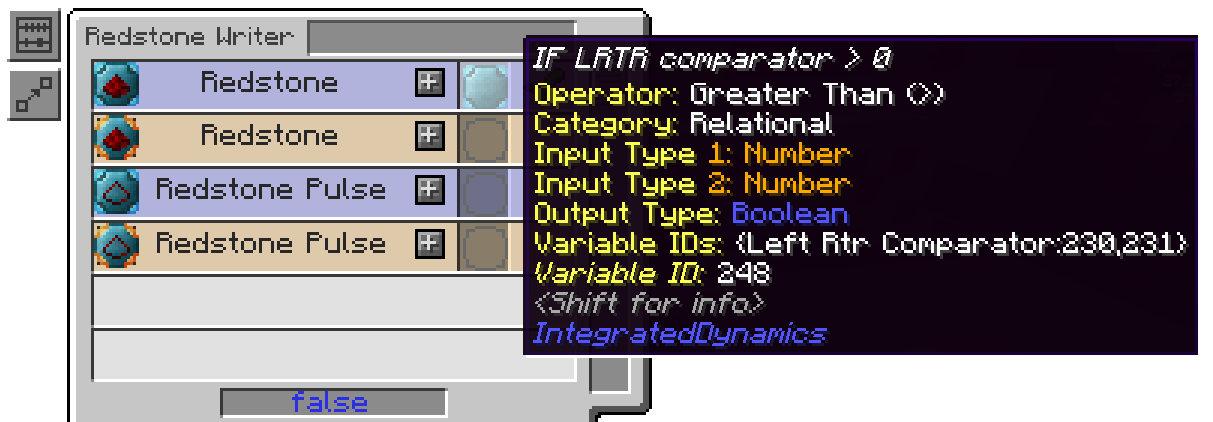 Redstone Writer
Redstone
Redstone
Redstone Pulse
Redstone Pulse
false
IF LRTR comparator > 0
Operator: Greater Than (>)
Category: Relational
Input Type 1: Number
Input Type 2: Number
Output Type: Boolean
Variable IDs: {Left Rtr Comparator:230,231}
Variable ID: 248
<Shift for info>
IntegratedDynamics